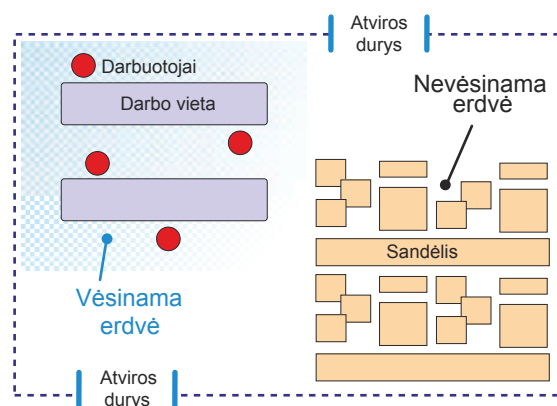 Atviros
durys
Darbuotojai
Darbo vieta
Nevėsinama
erdvė
Sandėlis
Vėsinama
erdvė
Atviros
durys